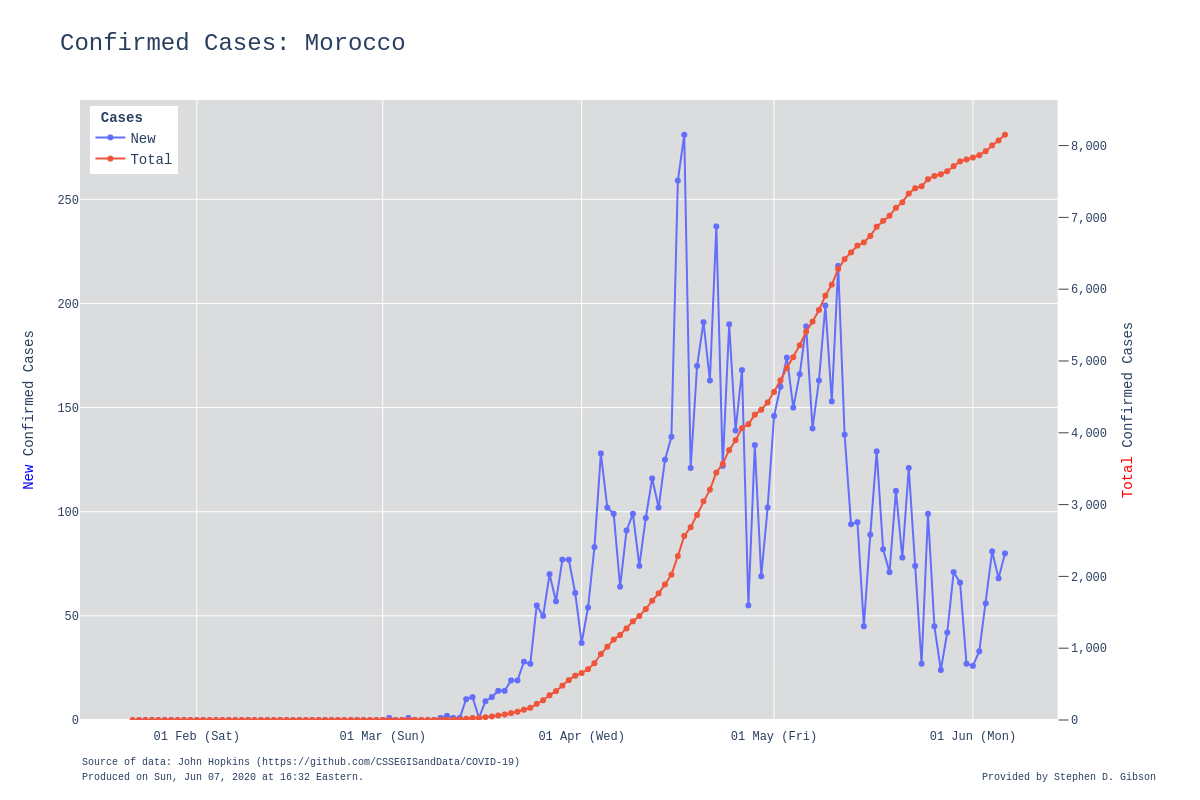 Confirmed Cases: Morocco
Cases
New
Total
250
200
150
100
50
0
8,000
7,000
6,000
5,000
4,000
3,000
2,000
1,000
0
New Confirmed Cases
Total Confirmed Cases
01 Feb (Sat)
01 Mar (Sun)
01 Apr (Wed)
01 May (Fri)
01 Jun (Mon)
Source of data: John Hopkins (https://github.com/CSSEGISandData/COVID-19)
Produced on Sun, Jun 07, 2020 at 16:32 Eastern.
Provided by Stephen D. Gibson